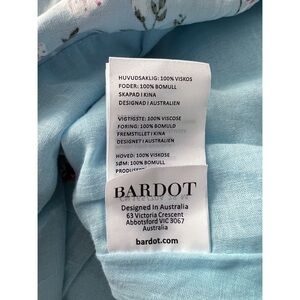 HUVUDSAKLIG: 100% VISKOS
FODER: 100% BOMULL
SKAPAD I KINA
DESIGNAD I AUSTRALIEN
VIGTIGSTE: 100% VISCOSE
FORING: 100% BOMULD
FREMSTILLET I KINA
DESIGNET I AUSTRALIEN
HOVED: 100% VISKOSE
SØM: 100% BOMULL
BARDOT
Designed In Australia
63 Victoria Crescent
Abbotsford VIC 3067
Australia
bardot.com